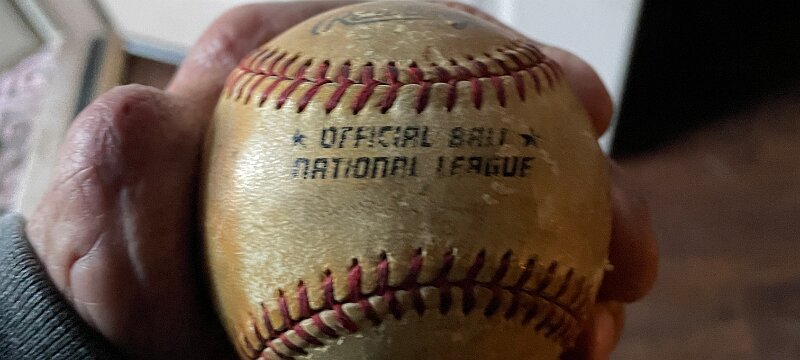 ★ OFFICIAL BALL ★
NATIONAL LEAGUE